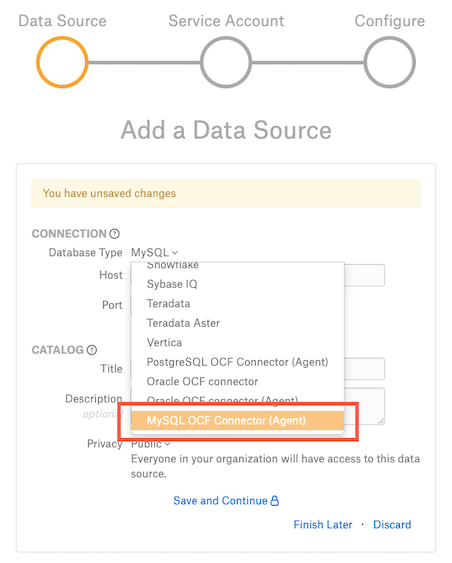 Data Source
Service Account
Configure
Add a Data Source
You have unsaved changes
CONNECTION ?
Database Type MySQL
Host
Port
Snowflake
Sybase IQ
Teradata
Teradata Aster
Vertica
PostgreSQL OCF Connector (Agent)
Oracle OCF connector
Oracle OCF connector (Agent)
MySQL OCF Connector (Agent)
CATALOG ?
Title
Description
optional
Privacy Public
Everyone in your organization will have access to this data
source.
Save and Continue
Finish Later · Discard